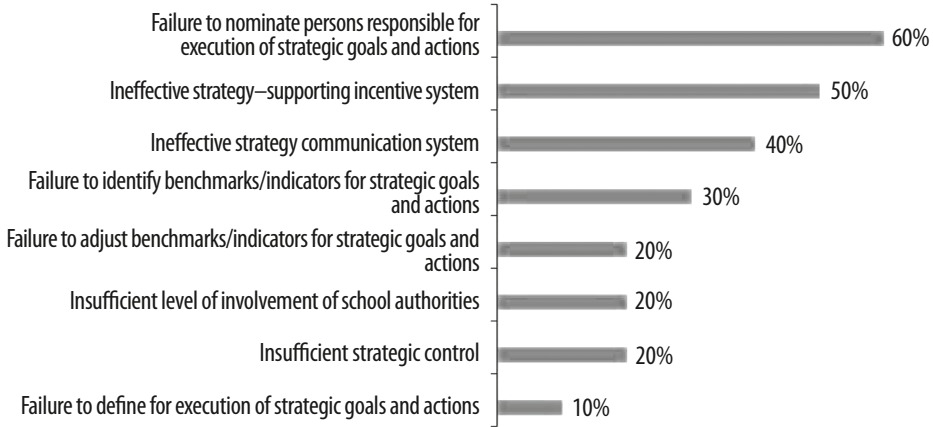 Failure to nominate persons responsible for
execution of strategic goals and actions
60%
Ineffective strategy–supporting incentive system
50%
Ineffective strategy communication system
40%
Failure to identify benchmarks/indicators for strategic goals
and actions
30%
Failure to adjust benchmarks/indicators for strategic goals and
actions
20%
Insufficient level of involvement of school authorities
20%
Insufficient strategic control
20%
Failure to define for execution of strategic goals and actions
10%